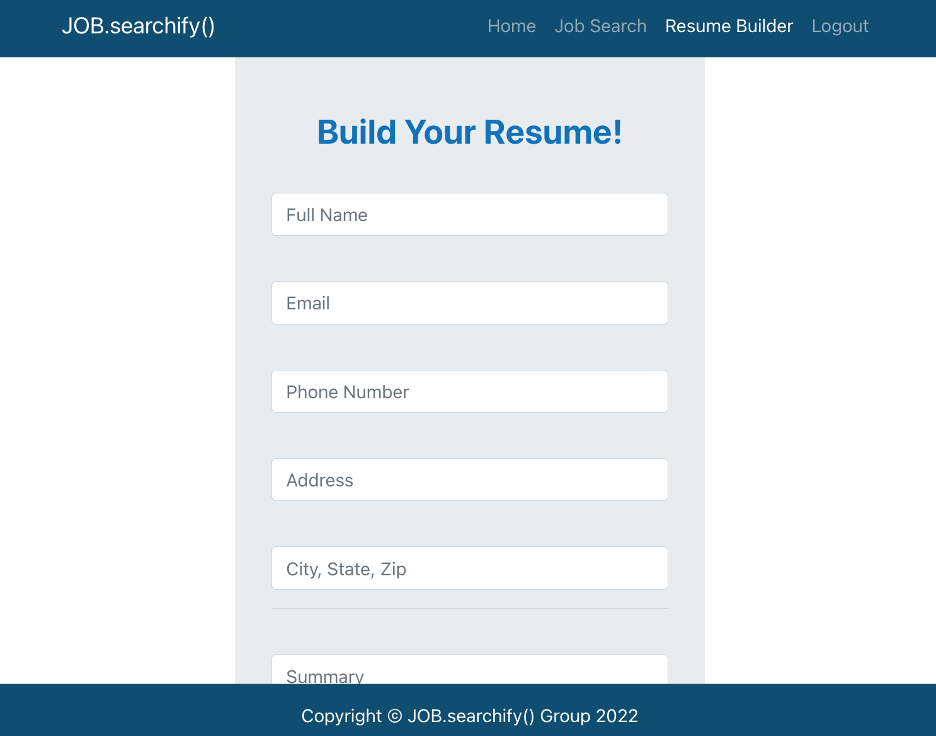 JOB.searchify() Home Job Search Resume Builder Logout
Build Your Resume!
Full Name
Email
Phone Number
Address
City, State, Zip
Summary
Copyright © JOB.searchify() Group 2022